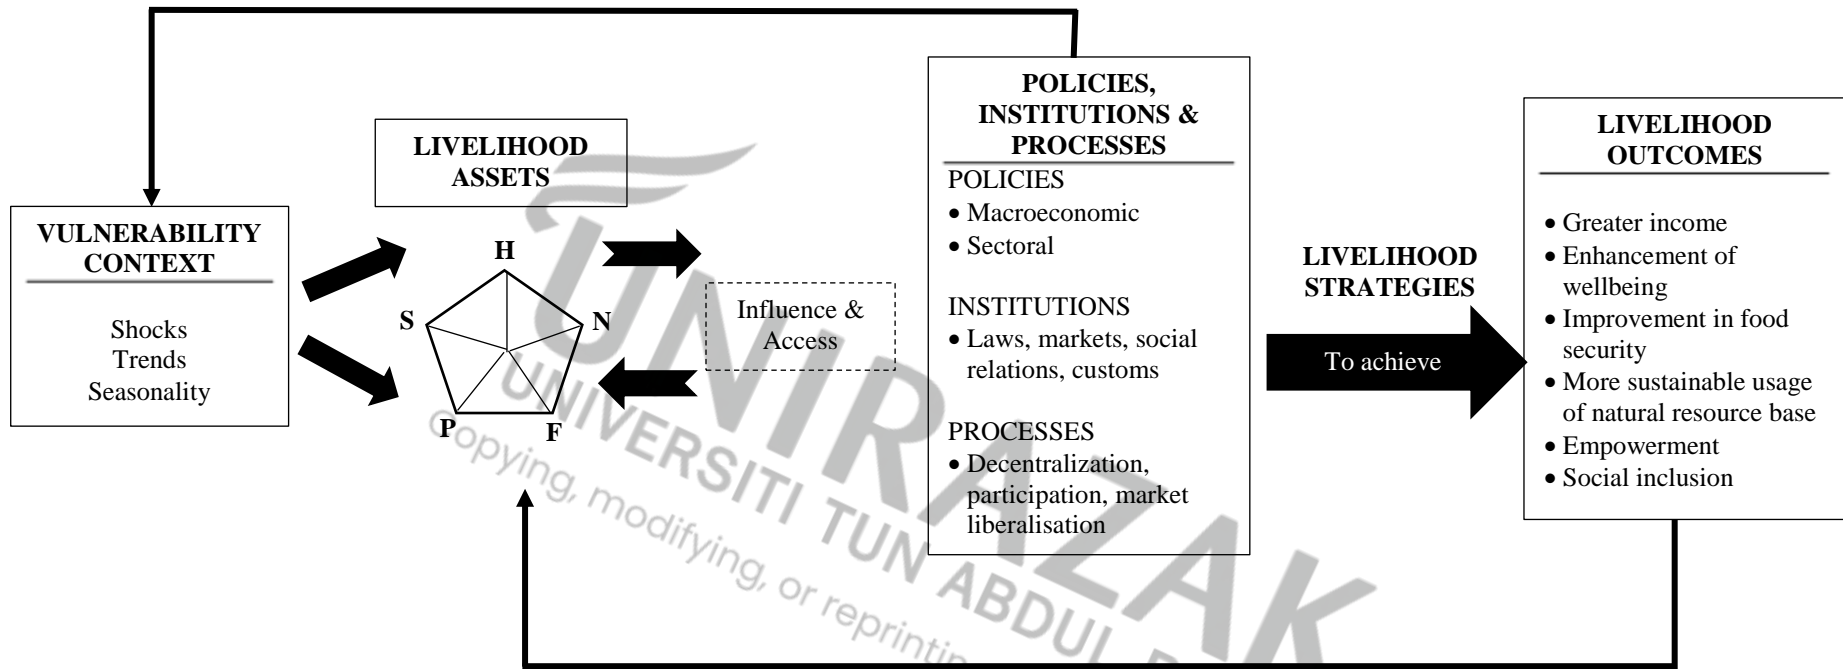 VULNERABILITY
CONTEXT
Shocks
Trends
Seasonality
LIVELIHOOD
ASSETS
H
S
N
P
F
Influence &
Access
POLICIES,
INSTITUTIONS &
PROCESSES
POLICIES
• Macroeconomic
• Sectoral
INSTITUTIONS
• Laws, markets, social
relations, customs
PROCESSES
• Decentralization,
participation, market
liberalisation
LIVELIHOOD
STRATEGIES
To achieve
LIVELIHOOD
OUTCOMES
• Greater income
• Enhancement of
wellbeing
• Improvement in food
security
• More sustainable usage
of natural resource base
• Empowerment
• Social inclusion
UNIRAZAK
UNIVERSITI TUN ABDUL
Copying, modifying, or reprintin